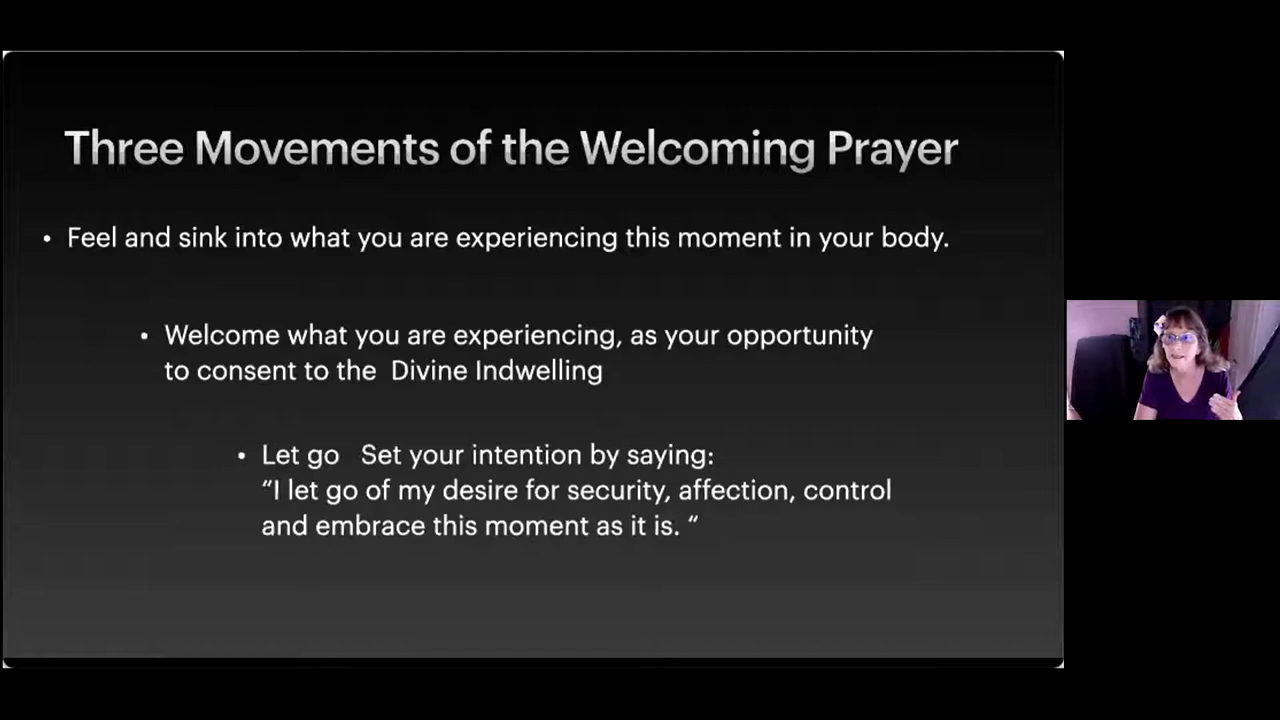 Three Movements of the Welcoming Prayer
• Feel and sink into what you are experiencing this moment in your body.
• Welcome what you are experiencing, as your opportunity
to consent to the  Divine Indwelling
• Let go   Set your intention by saying:
“I let go of my desire for security, affection, control
and embrace this moment as it is. “